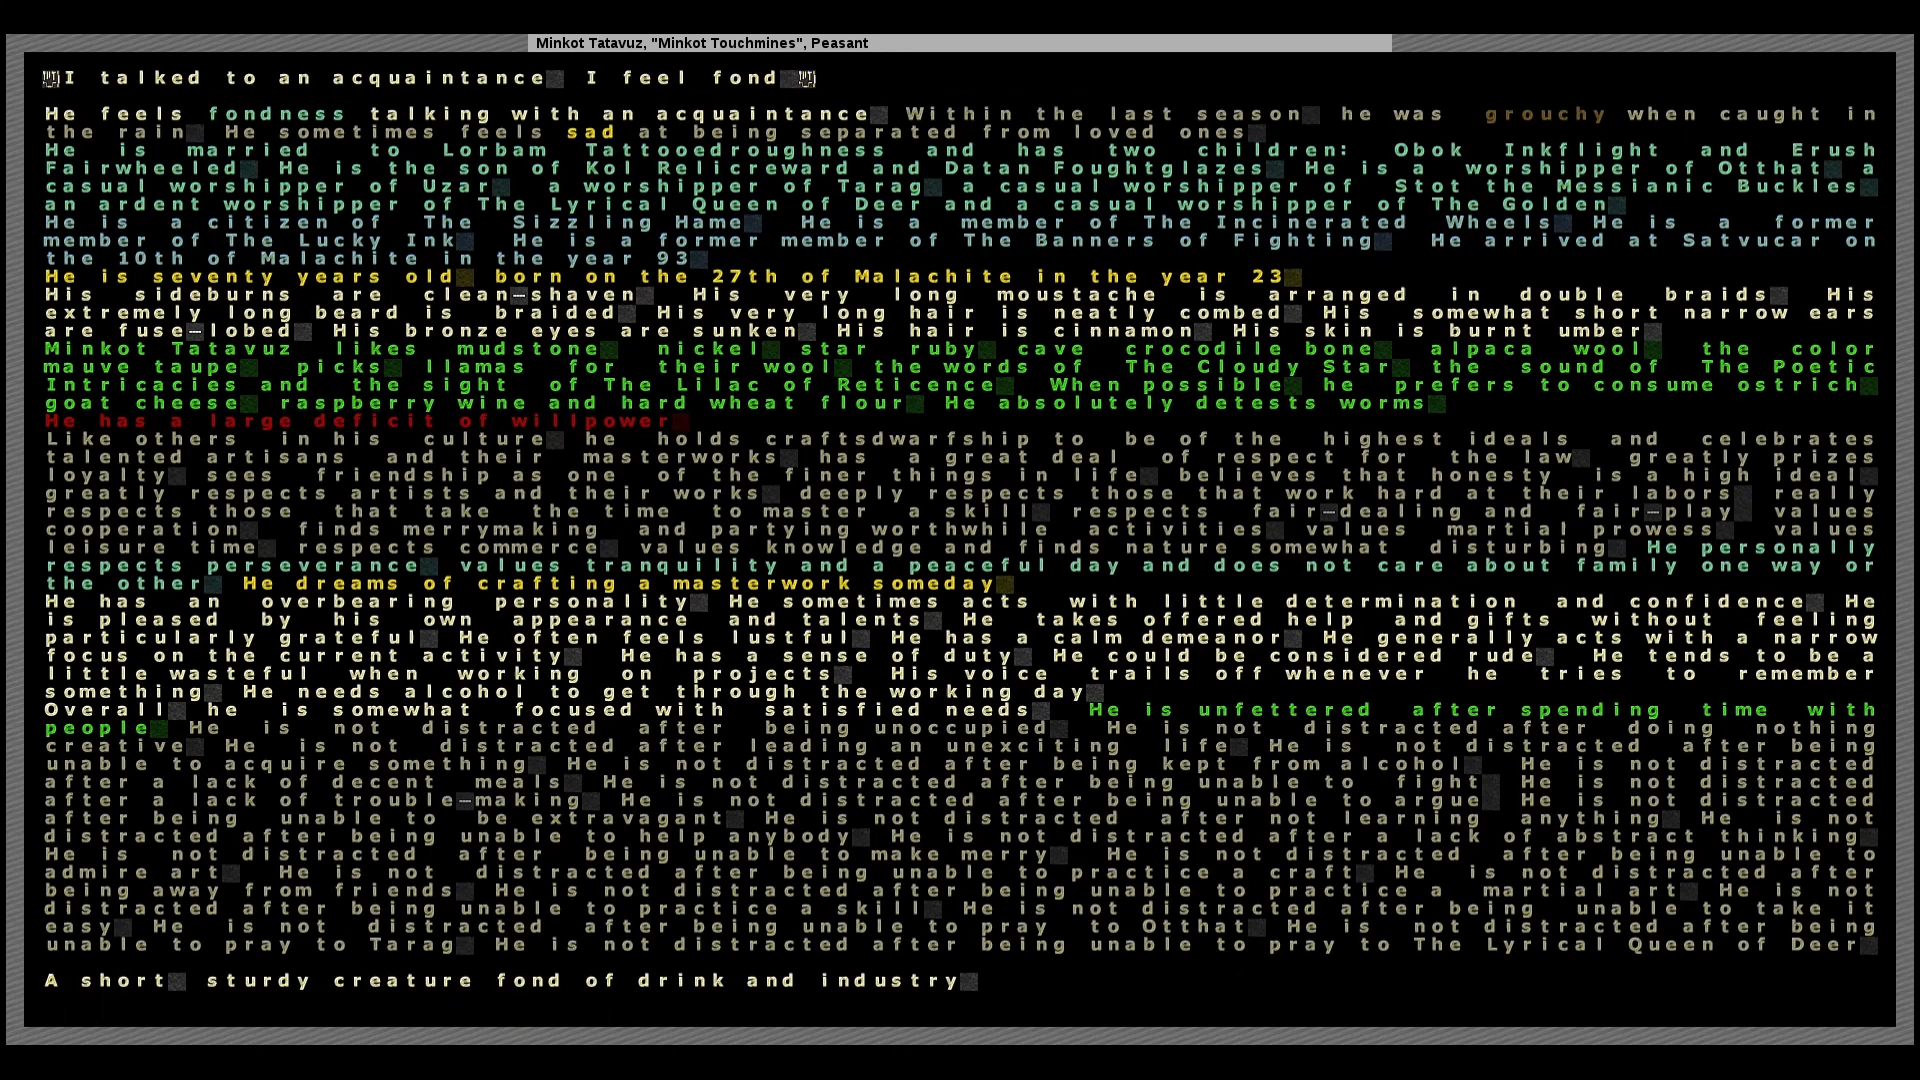 Minkot Tatavuz, "Minkot Touchmines", Peasant
I talked to an acquaintance I feel fond
He feels fondness talking with an acquaintance Within the last season he was grouchy when caught in
the rain He sometimes feels sad at being separated from loved ones
He is married to Lorbam Tattooedroughness and has two children: Obok Inkflight and Erush
Fairwheeled He is the son of Kol Relicreward and Datan Foughtglazes He is a worshipper of Otthat a
casual worshipper of Uzar a worshipper of Tarag a casual worshipper of Stot the Messianic Buckles
an ardent worshipper of The Lyrical Queen of Deer and a casual worshipper of The Golden
He is a citizen of The Sizzling Hame He is a member of The Incinerated Wheels He is a former
member of The Lucky Ink He is a former member of The Banners of Fighting He arrived at Satvucar on
the 10th of Malachite in the year 93
He is seventy years old born on the 27th of Malachite in the year 23
His sideburns are clean-shaven His very long moustache is arranged in double braids His
extremely long beard is braided His very long hair is neatly combed His somewhat short narrow ears
are fuse-lobed His bronze eyes are sunken His hair is cinnamon His skin is burnt umber
Minkot Tatavuz likes mudstone nickel star ruby cave crocodile bone alpaca wool the color
mauve taupe picks llamas for their wool the words of The Cloudy Star the sound of The Poetic
Intricacies and the sight of The Lilac of Reticence When possible he prefers to consume ostrich
goat cheese raspberry wine and hard wheat flour He absolutely detests worms
He has a large deficit of willpower
Like others in his culture he holds craftsdwarfship to be of the highest ideals and celebrates
talented artisans and their masterworks has a great deal of respect for the law greatly prizes
loyalty sees friendship as one of the finer things in life believes that honesty is a high ideal
greatly respects artists and their works deeply respects those that work hard at their labors really
respects those that take the time to master a skill respects fair-dealing and fair-play values
cooperation finds merrymaking and partying worthwhile activities values martial prowess values
leisure time respects commerce values knowledge and finds nature somewhat disturbing He personally
respects perseverance values tranquility and a peaceful day and does not care about family one way or
the other He dreams of crafting a masterwork someday
He has an overbearing personality He sometimes acts with little determination and confidence He
is pleased by his own appearance and talents He takes offered help and gifts without feeling
particularly grateful He often feels lustful He has a calm demeanor He generally acts with a narrow
focus on the current activity He has a sense of duty He could be considered rude He tends to be a
little wasteful when working on projects His voice trails off whenever he tries to remember
something He needs alcohol to get through the working day
Overall he is somewhat focused with satisfied needs He is unfettered after spending time with
people He is not distracted after being unoccupied He is not distracted after doing nothing
creative He is not distracted after leading an unexciting life He is not distracted after being
unable to acquire something He is not distracted after being kept from alcohol He is not distracted
after a lack of decent meals He is not distracted after being unable to fight He is not distracted
after a lack of trouble-making He is not distracted after being unable to argue He is not distracted
after being unable to be extravagant He is not distracted after not learning anything He is not
distracted after being unable to help anybody He is not distracted after a lack of abstract thinking
He is not distracted after being unable to make merry He is not distracted after being unable to
admire art He is not distracted after being unable to practice a craft He is not distracted after
being away from friends He is not distracted after being unable to practice a martial art He is not
distracted after being unable to practice a skill He is not distracted after being unable to take it
easy He is not distracted after being unable to pray to Otthat He is not distracted after being
unable to pray to Tarag He is not distracted after being unable to pray to The Lyrical Queen of Deer
A short sturdy creature fond of drink and industry